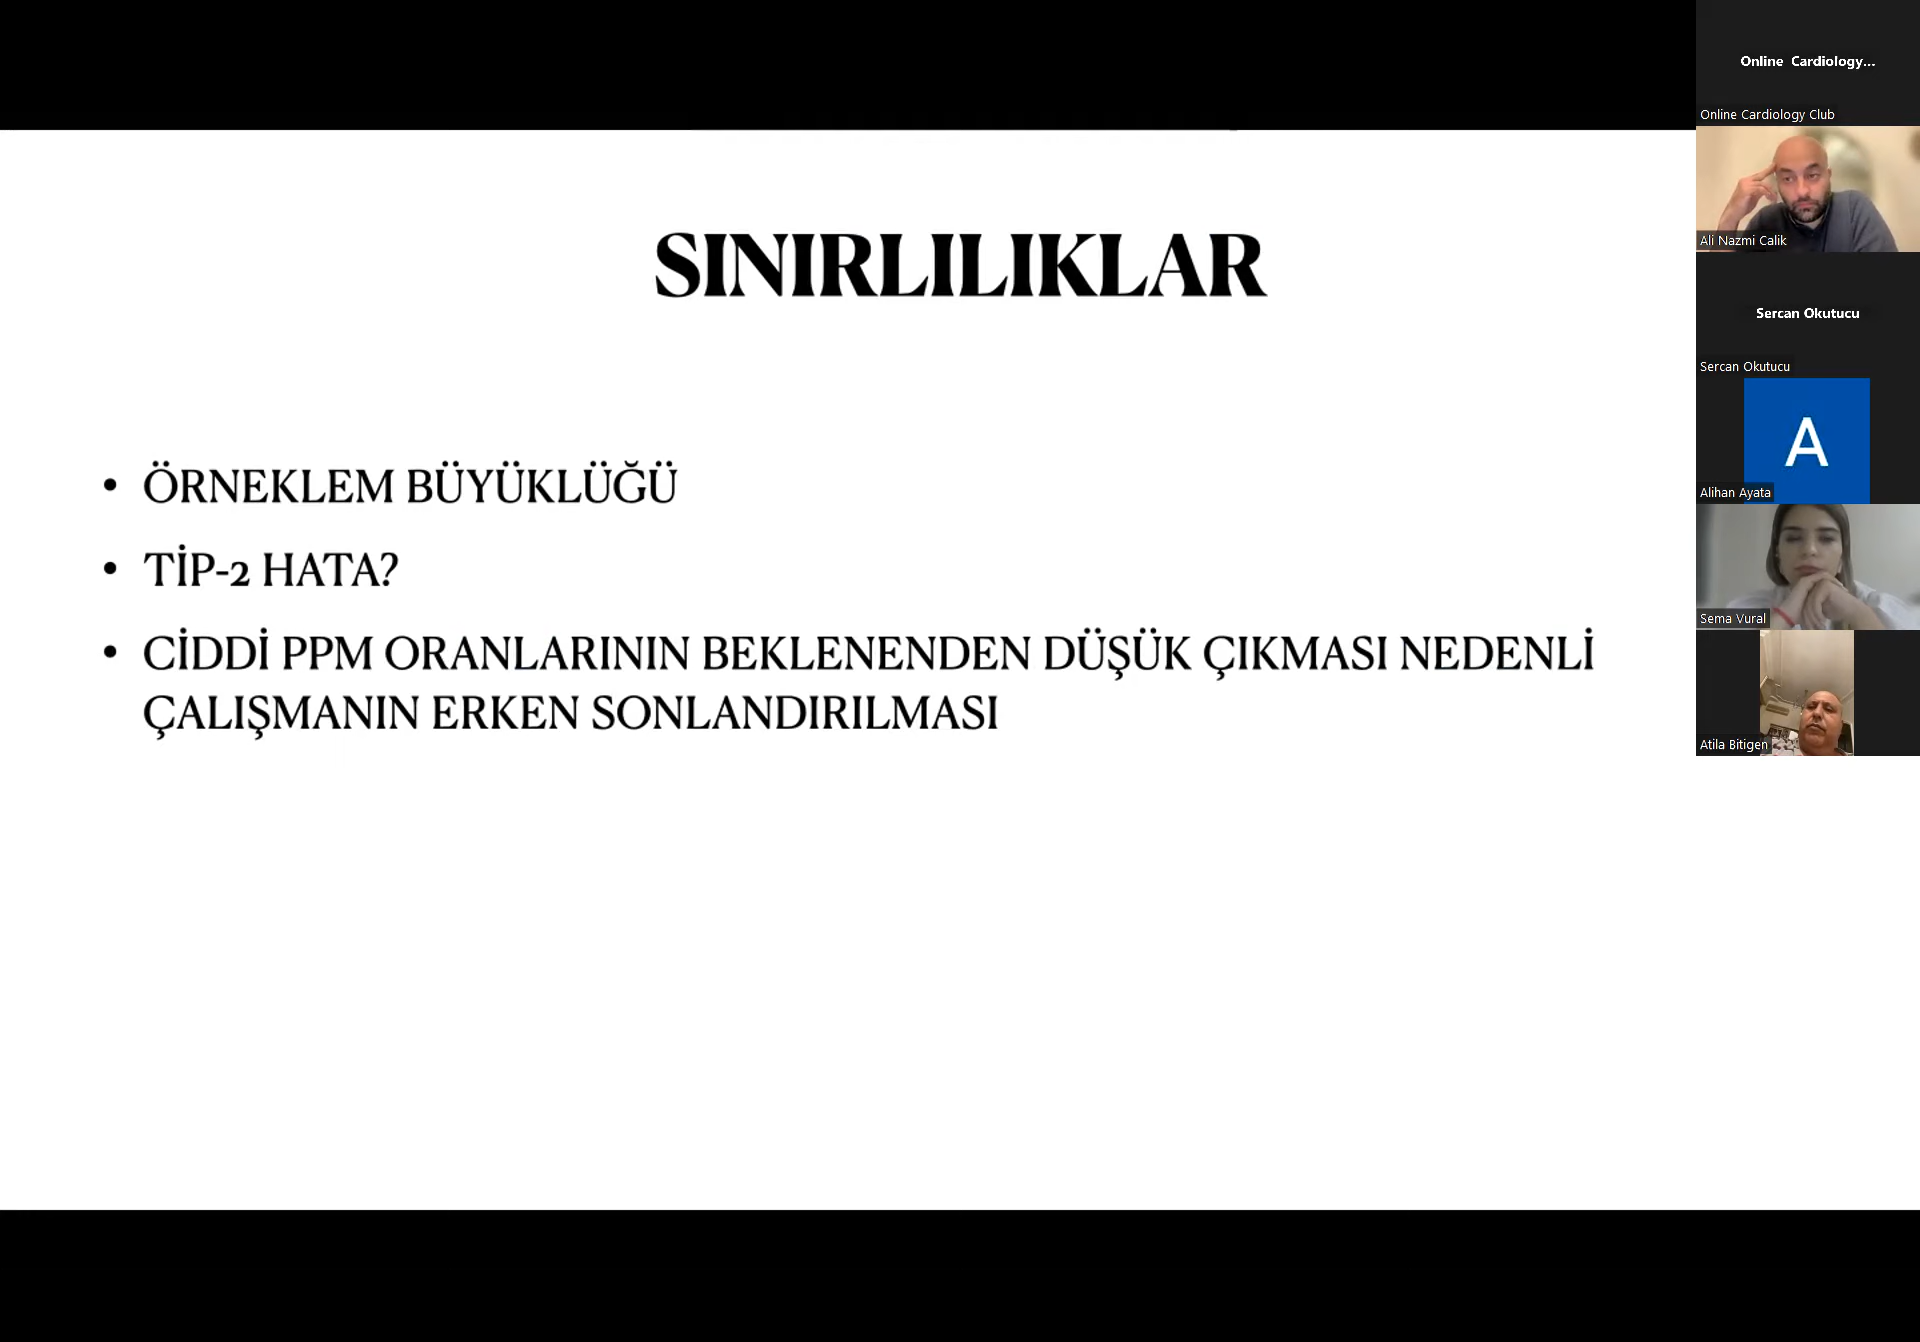 SINIRLILIKLAR
• ÖRNEKLEM BÜYÜKLÜĞÜ
• TİP-2 HATA?
• CİDDİ PPM ORANLARININ BEKLENENDEN DÜŞÜK ÇIKMASI NEDENLİ
ÇALIŞMANIN ERKEN SONLANDIRILMASI
Online Cardiology...
Online Cardiology Club
Ali Nazmi Calik
Sercan Okutucu
Sercan Okutucu
A
Alihan Ayata
Sema Vural
Atila Bitigen